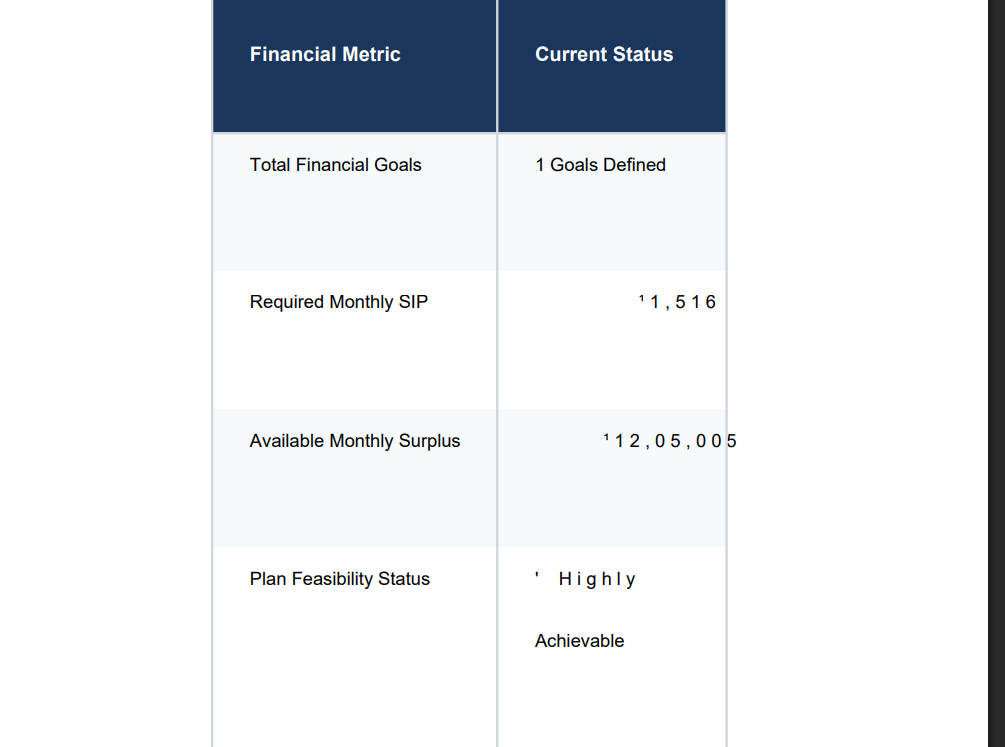 Financial Metric Current Status
Total Financial Goals 1 Goals Defined
Required Monthly SIP ¹1,516
Available Monthly Surplus ¹12,05,005
Plan Feasibility Status ' Highly
Achievable